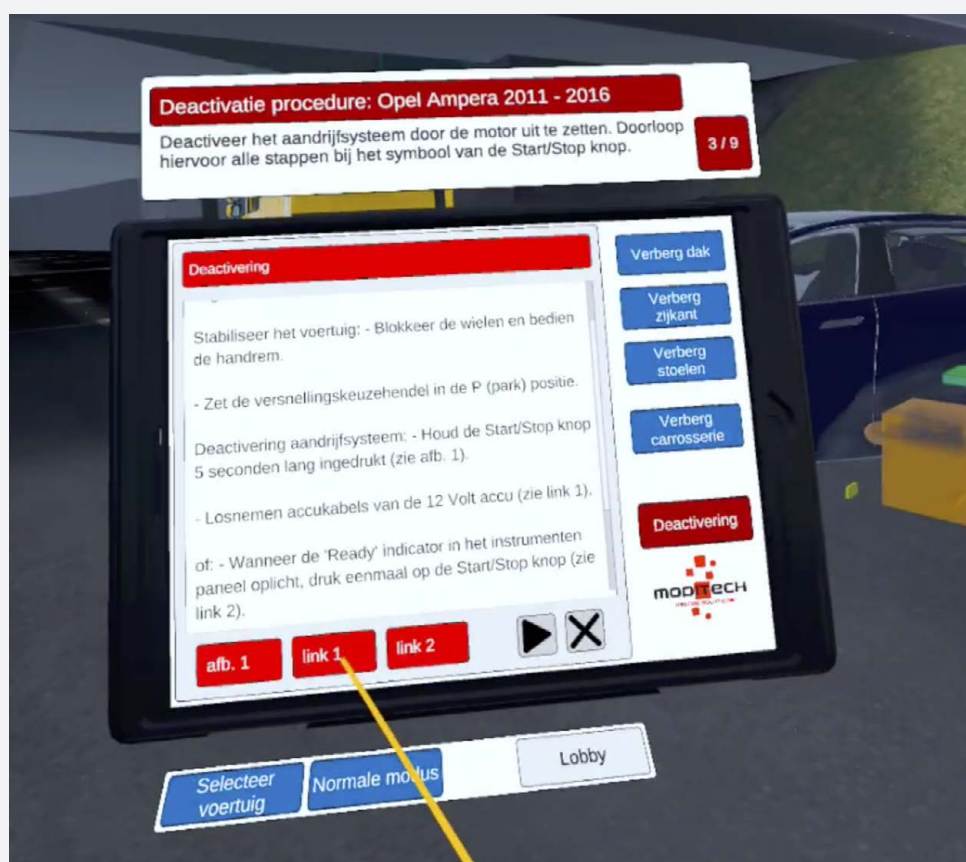 Deactivatie procedure: Opel Ampera 2011 - 2016
Deactiveer het aandrijfsysteem door de motor uit te zetten. Doorloop
hiervoor alle stappen bij het symbool van de Start/Stop knop.
3 / 9
Deactivering
Stabiliseer het voertuig: - Blokkeer de wielen en bedien
de handrem.
- Zet de versnellingskeuzehendel in de P (park) positie.
Deactivering aandrijfsysteem: - Houd de Start/Stop knop
5 seconden lang ingedrukt (zie afb. 1).
- Losnemen accukabels van de 12 Volt accu (zie link 1).
of: - Wanneer de 'Ready' indicator in het instrumenten
paneel oplicht, druk eenmaal op de Start/Stop knop (zie
link 2).
afb. 1
link 1
link 2
Verberg dak
Verberg
zijkant
Verberg
stoelen
Verberg
carrosserie
Deactivering
MODITECH
Selecteer
voertuig
Normale modus
Lobby